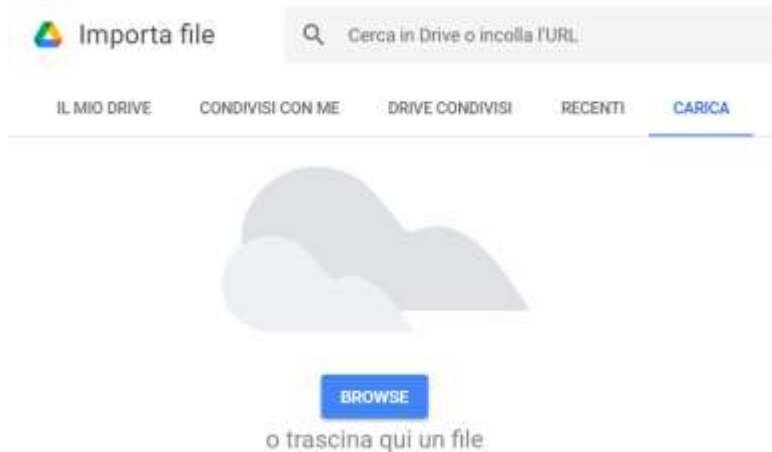 Importa file
Cerca in Drive o incolla l'URL
IL MIO DRIVE CONDIVISI CON ME DRIVE CONDIVISI RECENTI CARICA
BROWSE
o trascina qui un file